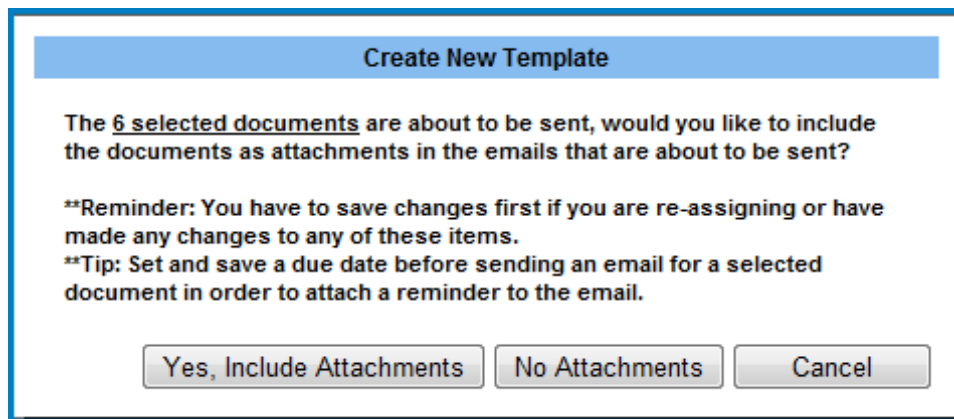 Create New Template
The 6 selected documents are about to be sent, would you like to include
the documents as attachments in the emails that are about to be sent?
**Reminder: You have to save changes first if you are re-assigning or have
made any changes to any of these items.
**Tip: Set and save a due date before sending an email for a selected
document in order to attach a reminder to the email.
Yes, Include Attachments No Attachments Cancel